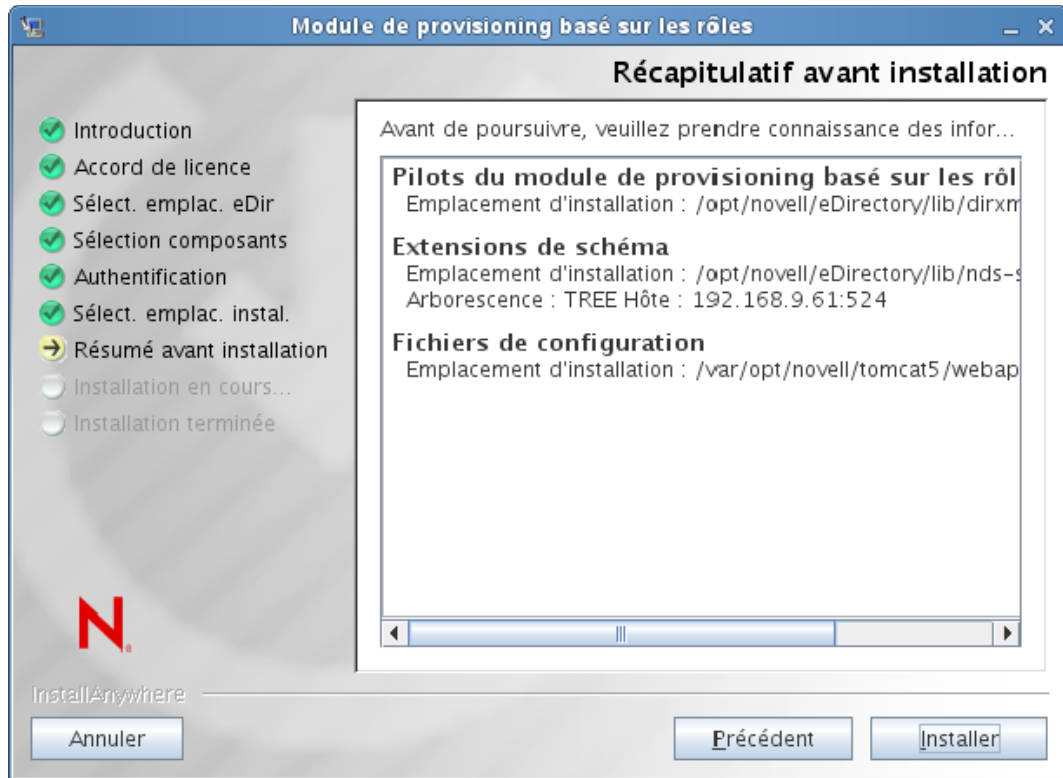 Module de provisioning basé sur les rôles
Récapitulatif avant installation
Introduction
Accord de licence
Sélect. emplac. eDir
Sélection composants
Authentification
Sélect. emplac. instal.
Résumé avant installation
Installation en cours...
Installation terminée
Avant de poursuivre, veuillez prendre connaissance des infor...
Pilots du module de provisioning basé sur les rôl
Emplacement d'installation : /opt/novell/eDirectory/lib/dirxm
Extensions de schéma
Emplacement d'installation : /opt/novell/eDirectory/lib/nds-s
Arborescence : TREE Hôte : 192.168.9.61:524
Fichiers de configuration
Emplacement d'installation : /var/opt/novell/tomcat5/webap
N
InstallAnywhere
Annuler
Précédent
Installer